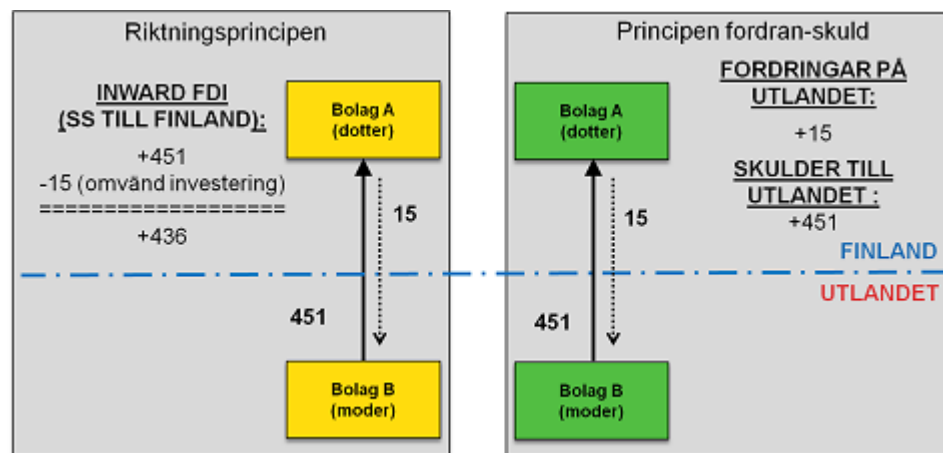 Riktningsprincipen
INWARD FDI
(SS TILL FINLAND):
+451
-15 (omvänd investering)
===================
+436
Bolag A
(dotter)
15
451
Bolag B
(moder)
Principen fordran-skuld
Bolag A
(dotter)
15
451
Bolag B
(moder)
FORDRINGAR PÅ
UTLANDET:
+15
SKULDER TILL
UTLANDET :
+451
FINLAND
UTLANDET